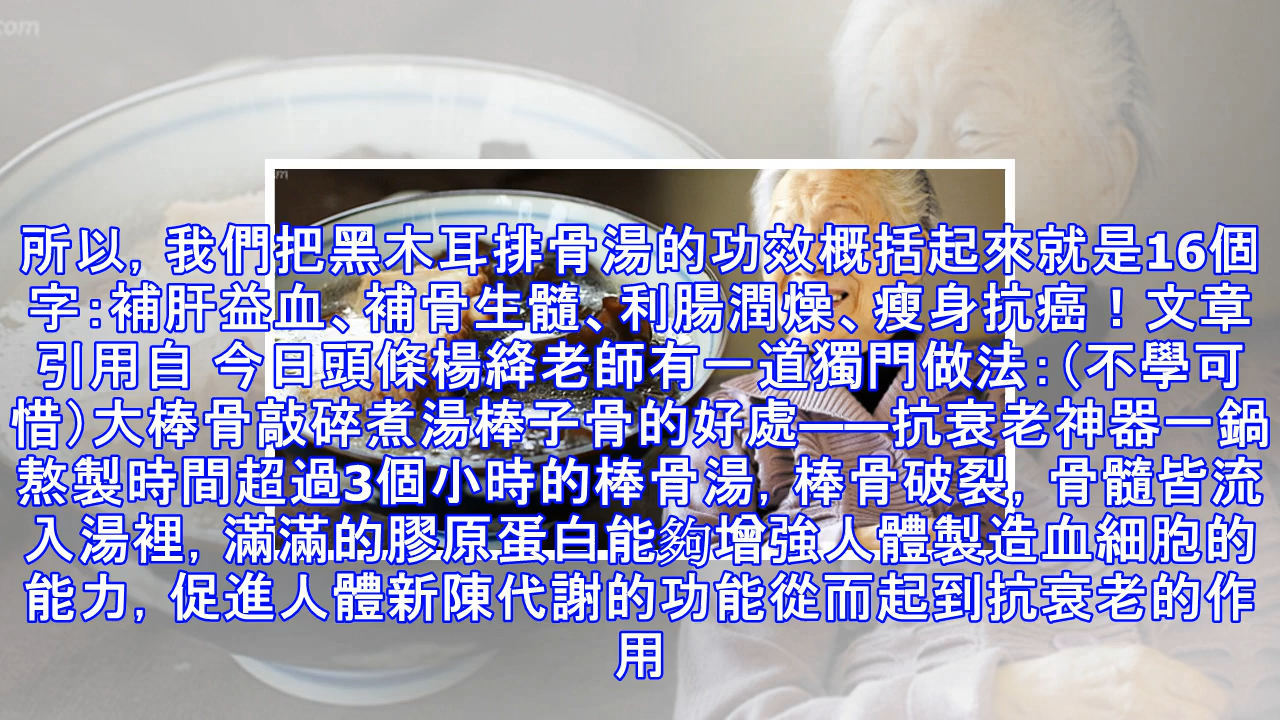 .com
m
所以，我們把黑木耳排骨湯的功效概括起來就是16個
字：補肝益血、補骨生髓、利腸潤燥、瘦身抗癌！文章
引用自 今日頭條楊絳老師有一道獨門做法：（不學可
惜）大棒骨敲碎煮湯棒子骨的好處——抗衰老神器一鍋
熬製時間超過3個小時的棒骨湯，棒骨破裂，骨髓皆流
入湯裡，滿滿的膠原蛋白能夠增強人體製造血細胞的
能力，促進人體新陳代謝的功能從而起到抗衰老的作
用